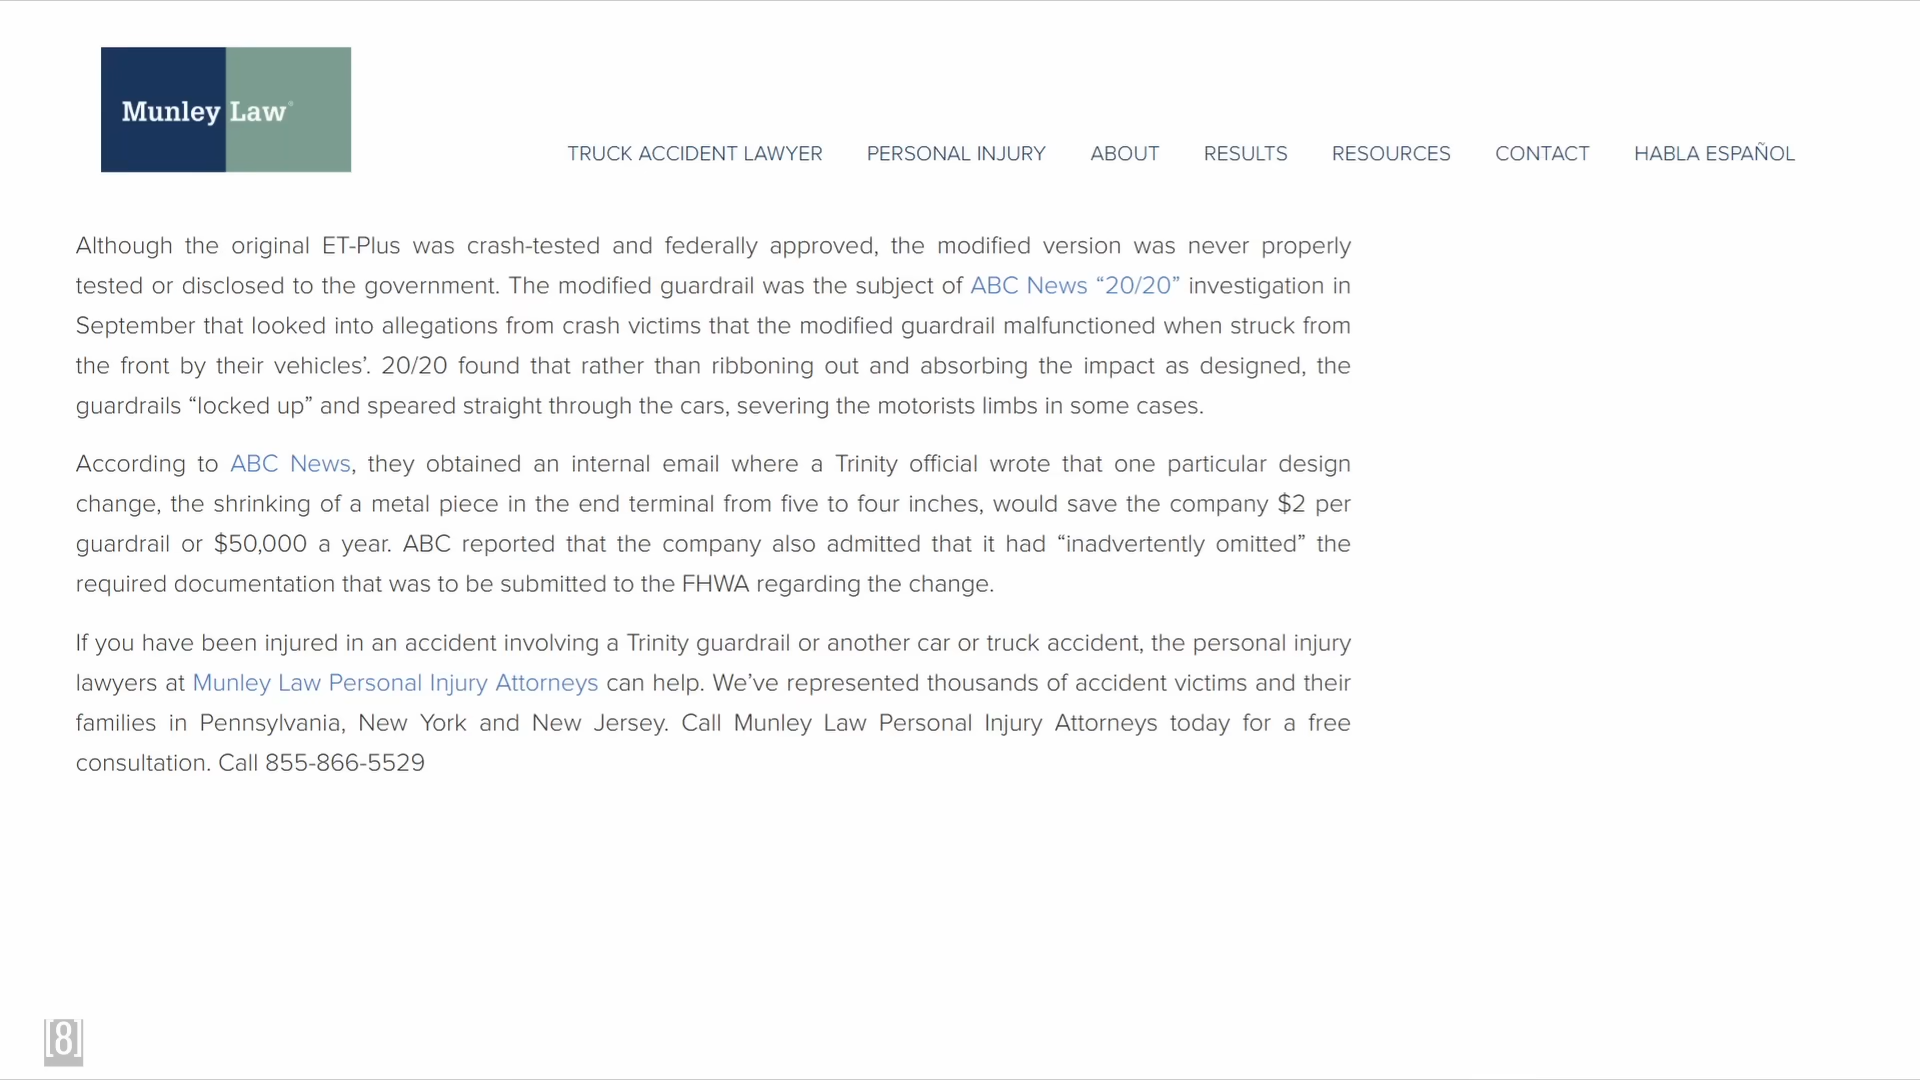 Munley Law®
TRUCK ACCIDENT LAWYER PERSONAL INJURY ABOUT RESULTS RESOURCES CONTACT HABLA ESPAÑOL
Although the original ET-Plus was crash-tested and federally approved, the modified version was never properly
tested or disclosed to the government. The modified guardrail was the subject of ABC News “20/20” investigation in
September that looked into allegations from crash victims that the modified guardrail malfunctioned when struck from
the front by their vehicles’. 20/20 found that rather than ribboning out and absorbing the impact as designed, the
guardrails “locked up” and speared straight through the cars, severing the motorists limbs in some cases.
According to ABC News, they obtained an internal email where a Trinity official wrote that one particular design
change, the shrinking of a metal piece in the end terminal from five to four inches, would save the company $2 per
guardrail or $50,000 a year. ABC reported that the company also admitted that it had “inadvertently omitted” the
required documentation that was to be submitted to the FHWA regarding the change.
If you have been injured in an accident involving a Trinity guardrail or another car or truck accident, the personal injury
lawyers at Munley Law Personal Injury Attorneys can help. We’ve represented thousands of accident victims and their
families in Pennsylvania, New York and New Jersey. Call Munley Law Personal Injury Attorneys today for a free
consultation. Call 855-866-5529
[8]